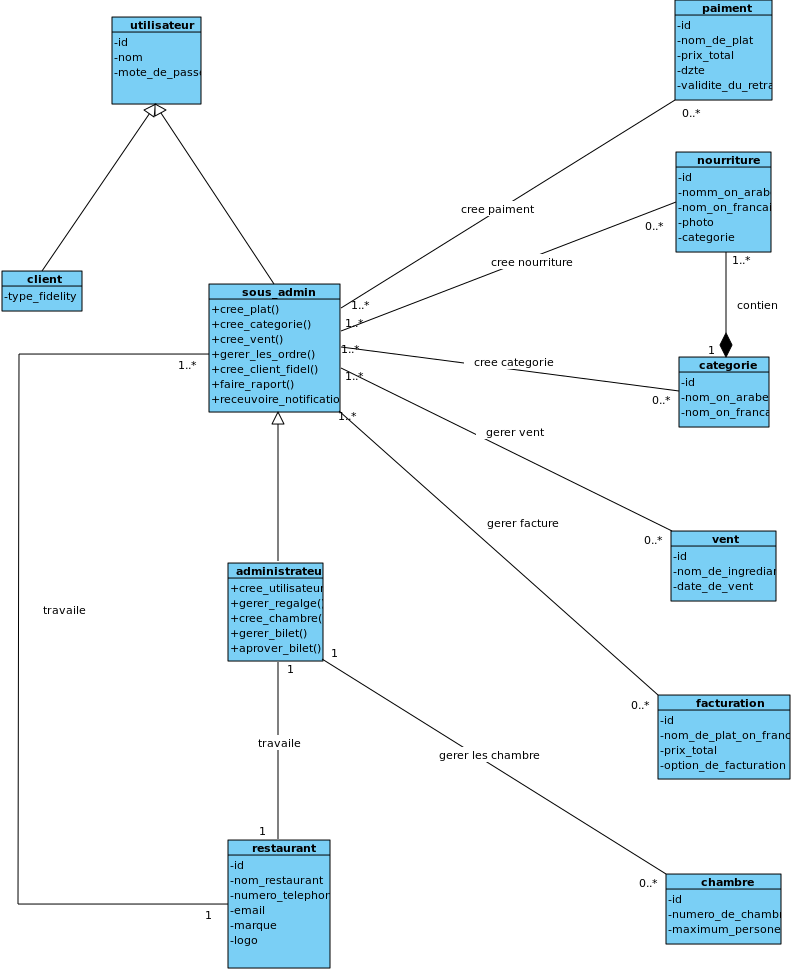 utilisateur
-id
-nom
-mote_de_passe
client
-type_fidelity
sous_admin
+cree_plat()
+cree_categorie()
+cree_vent()
+gerer_les_ordre()
+cree_client_fidel()
+faire_raport()
+receuvoire_notification
administrateu
+cree_utilisateur
+gerer_regalge()
+cree_chambre(
+gerer_bilet()
+aprover_bilet()
restaurant
-id
-nom_restaurant
-numero_telephon
-email
-marque
-logo
paiment
-id
-nom_de_plat
-prix_total
-dzte
-validite_du_retra
nourriture
-id
-nomm_on_arabe
-nom_on_francai
-photo
-categorie
categorie
-id
-nom_on_arabe
-nom_on_franca
vent
-id
-nom_de_ingredian
-date_de_vent
facturation
-id
-nom_de_plat_on_franc
-prix_total
-option_de_facturation
chambre
-id
-numero_de_chambr
-maximum_persone
cree paiment
1..*
0..*
cree nourriture
1..*
0..*
contien
1..*
1
cree categorie
1..*
0..*
gerer vent
1..*
0..*
gerer facture
1..*
0..*
gerer les chambre
1
0..*
travaile
1
1
travaile
1..*
1